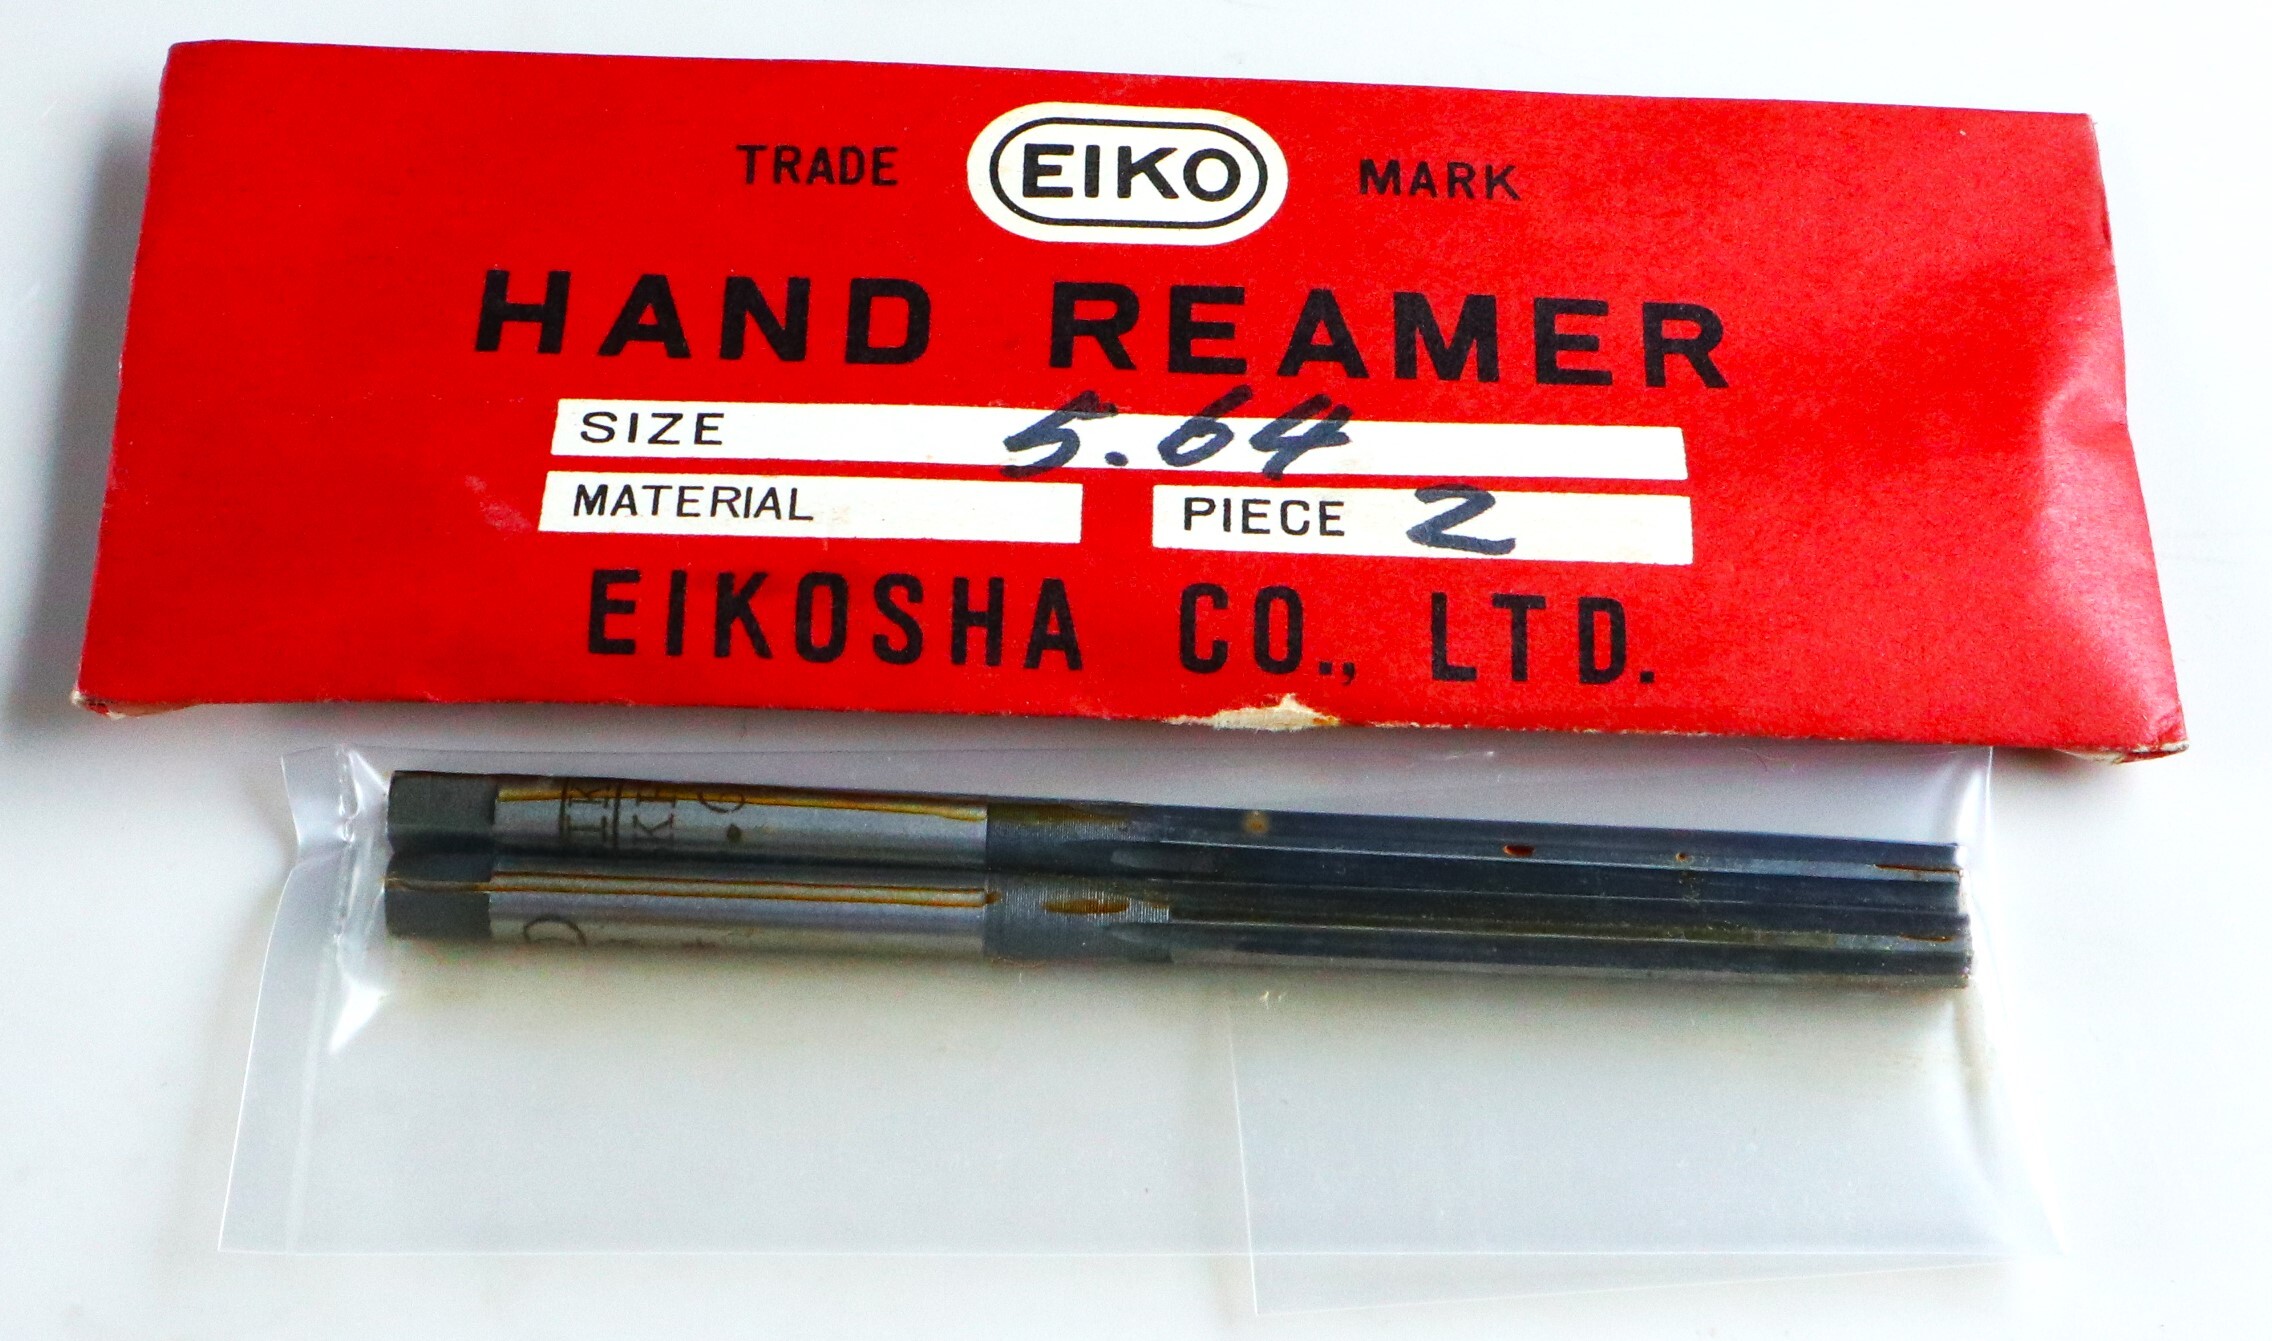 TRADE EIKO MARK
HAND REAMER
SIZE 5.64
MATERIAL PIECE 2
EIKOSHA CO., LTD.